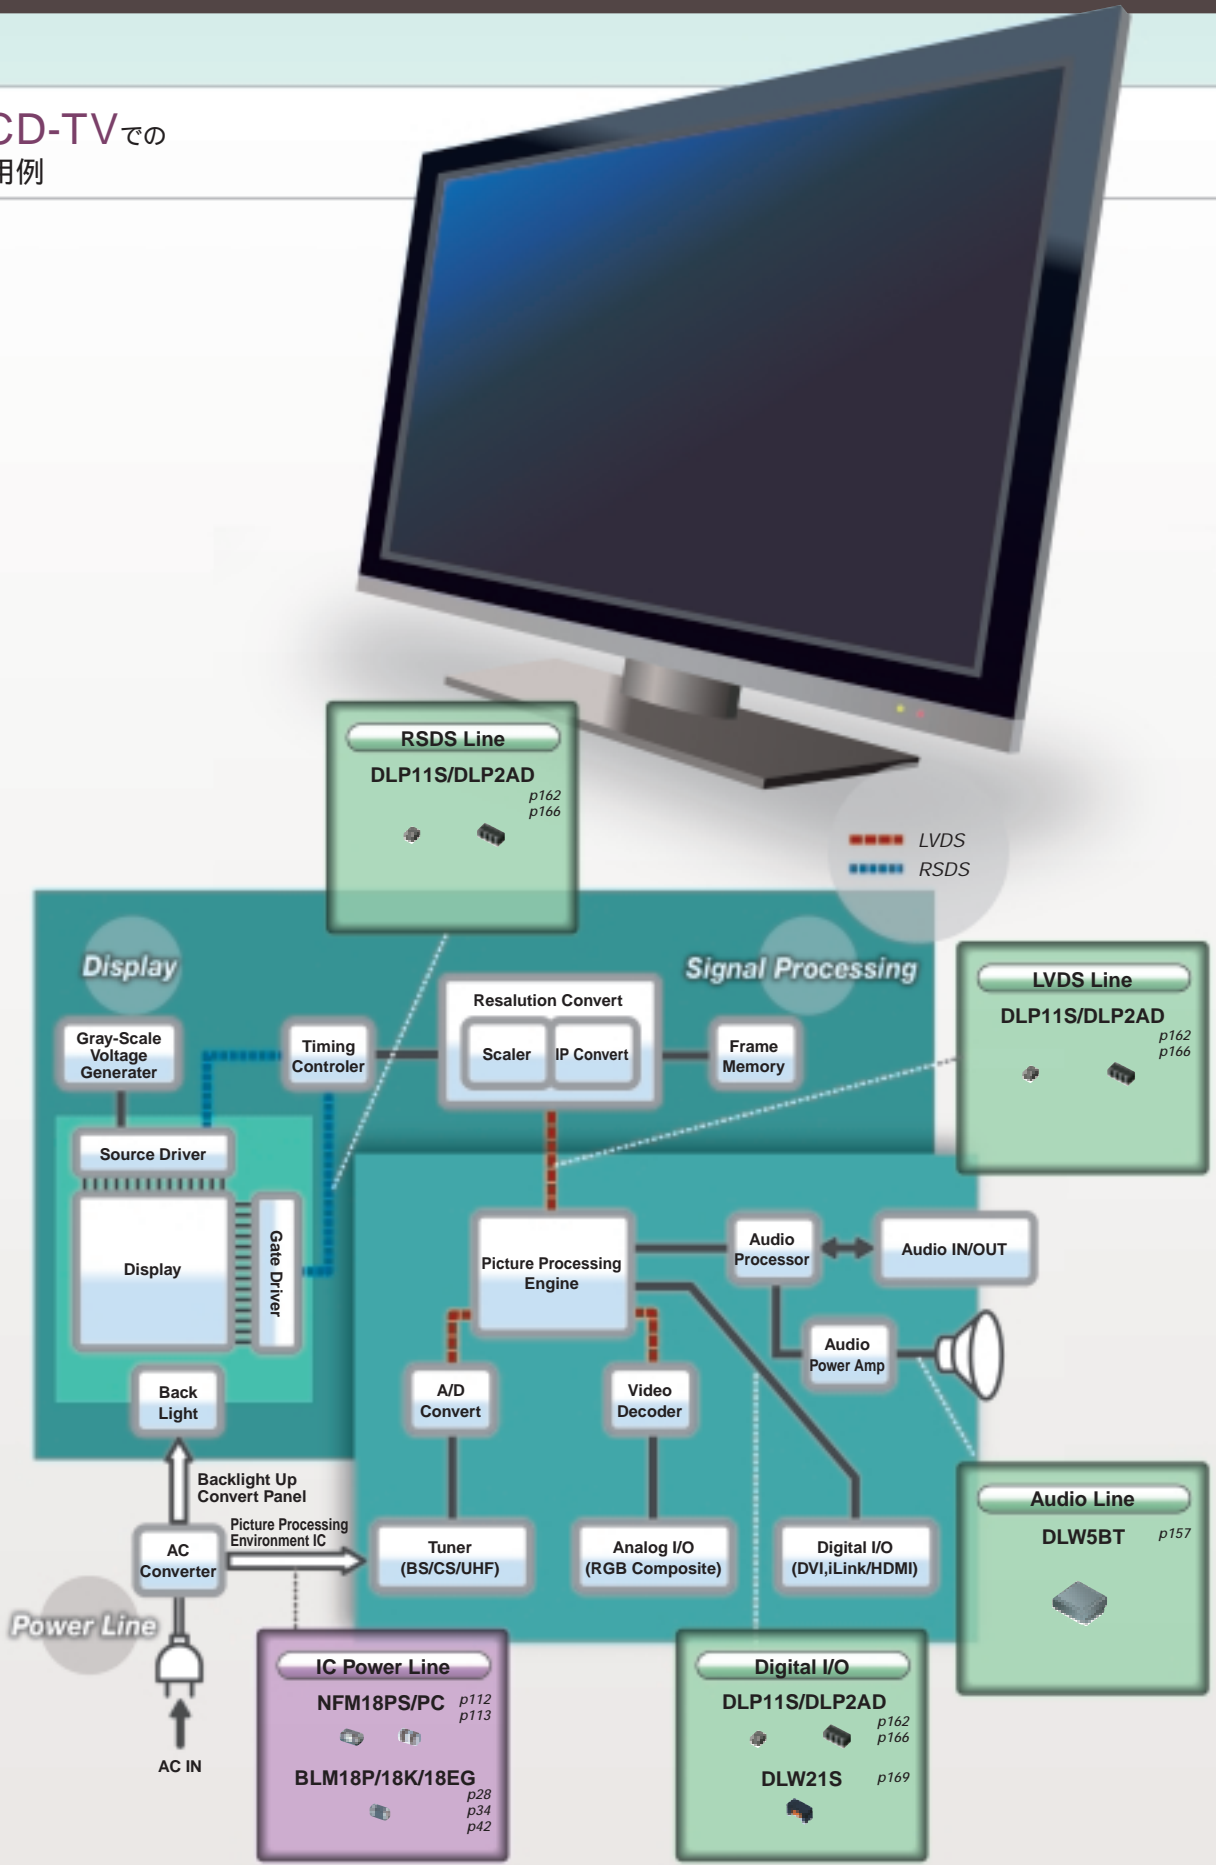 CD-TVでの
用例
RSDS Line
DLP11S/DLP2AD
p162
p166
LVDS
RSDS
Display
Signal Processing
LVDS Line
DLP11S/DLP2AD
p162
p166
Resalution Convert
Scaler
IP Convert
Gray-Scale
Voltage
Generater
Timing
Controler
Frame
Memory
Source Driver
Display
Gate Driver
Picture Processing
Engine
Audio
Processor
Audio IN/OUT
Audio
Power Amp
Back
Light
A/D
Convert
Video
Decoder
Backlight Up
Convert Panel
Picture Processing
Environment IC
AC
Converter
Tuner
(BS/CS/UHF)
Analog I/O
(RGB Composite)
Digital I/O
(DVI,iLink/HDMI)
Audio Line
DLW5BT
p157
Power Line
AC IN
IC Power Line
NFM18PS/PC
p112
p113
BLM18P/18K/18EG
p28
p34
p42
Digital I/O
DLP11S/DLP2AD
p162
p166
DLW21S
p169